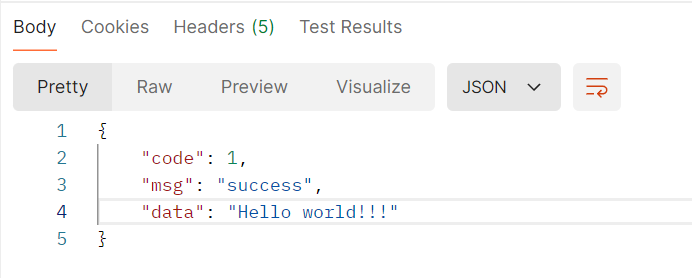 Body Cookies Headers (5) Test Results
Pretty Raw Preview Visualize JSON
1 {
2 "code": 1,
3 "msg": "success",
4 "data": "Hello world!!!"
5 }